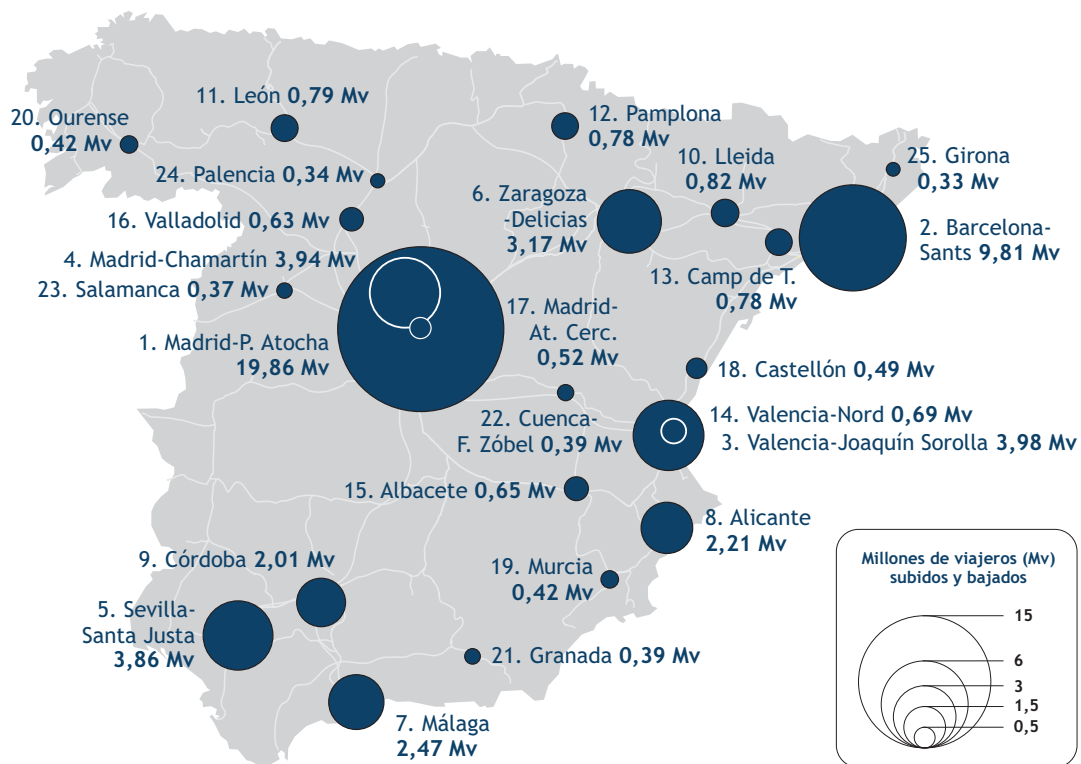 11. León 0,79 Mv
20. Ourense
0,42 Mv
12. Pamplona
0,78 Mv
10. Lleida
0,82 Mv
25. Girona
0,33 Mv
24. Palencia 0,34 Mv
6. Zaragoza
-Delicias
3,17 Mv
16. Valladolid 0,63 Mv
2. Barcelona-
Sants 9,81 Mv
4. Madrid-Chamartín 3,94 Mv
13. Camp de T.
0,78 Mv
23. Salamanca 0,37 Mv
17. Madrid-
At. Cerc.
0,52 Mv
1. Madrid-P. Atocha
19,86 Mv
18. Castellón 0,49 Mv
22. Cuenca-
F. Zóbel 0,39 Mv
14. Valencia-Nord 0,69 Mv
3. Valencia-Joaquín Sorolla 3,98 Mv
15. Albacete 0,65 Mv
8. Alicante
2,21 Mv
9. Córdoba 2,01 Mv
19. Murcia
0,42 Mv
5. Sevilla-
Santa Justa
3,86 Mv
21. Granada 0,39 Mv
7. Málaga
2,47 Mv
Millones de viajeros (Mv)
subidos y bajados
15
6
3
1,5
0,5